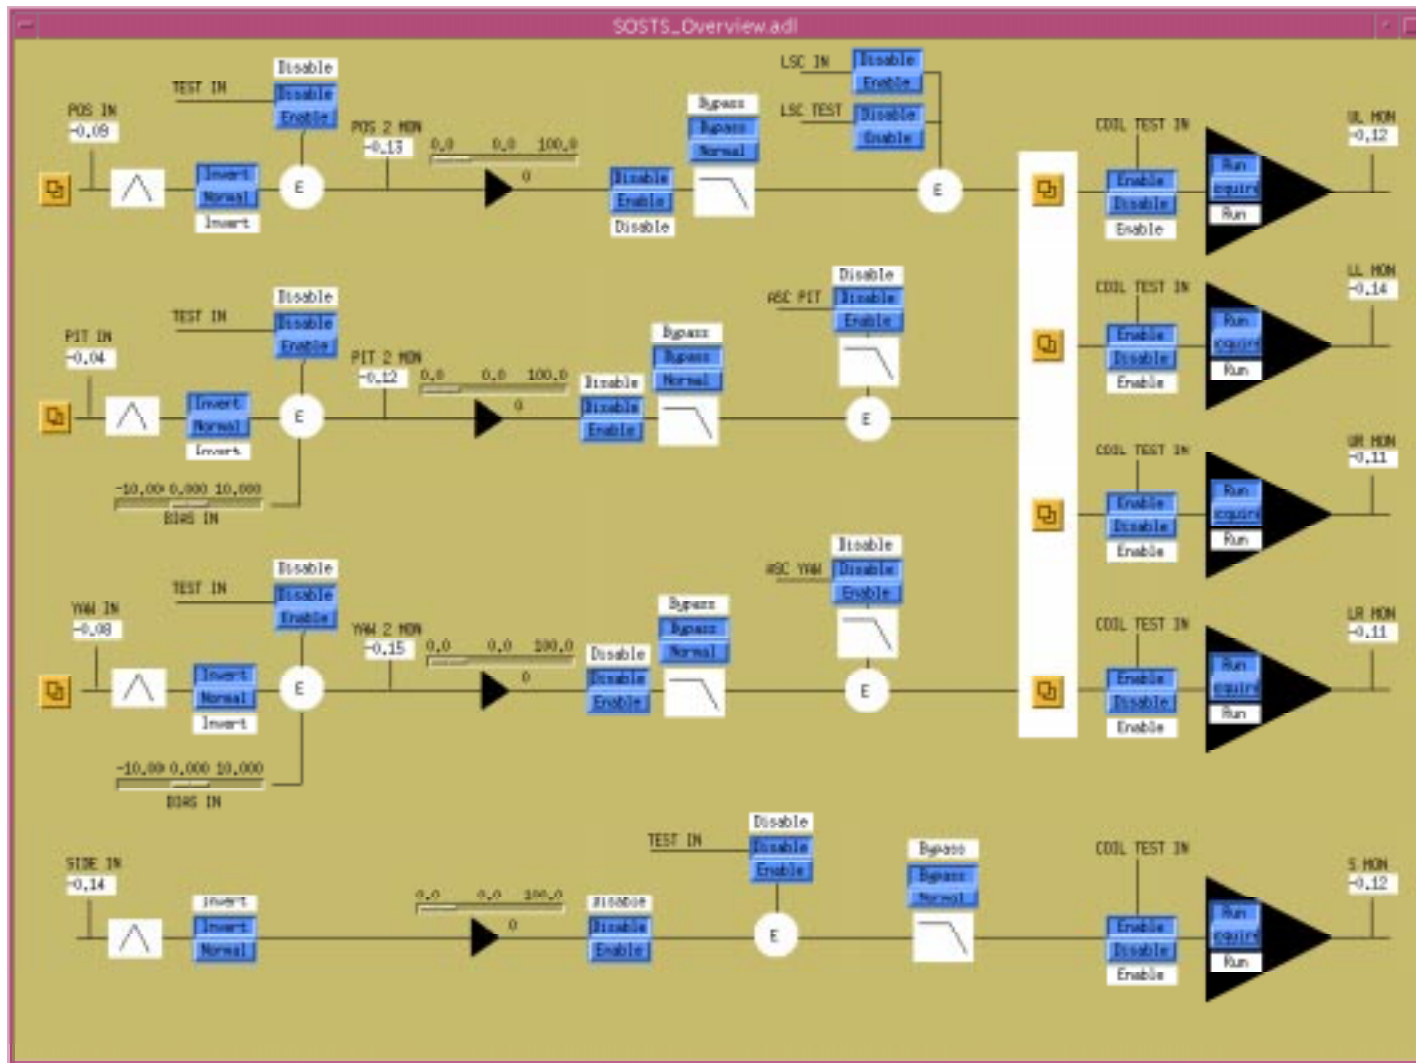 SOSTS_Overview.adl
LSC IN
Disable
Enable
Disable
TEST IN
Disable
Enable
POS IN
-0.09
POS 2 MON
-0.13
0.0 0.0 100.0
0
Bypass
Bypass
Normal
LSC TEST
Disable
Enable
COIL TEST IN
UL MON
-0.12
Invert
Normal
Invert
E
Disable
Enable
Disable
E
Enable
Disable
Enable
Run
equire
Run
Disable
TEST IN
Disable
Enable
PIT IN
-0.04
PIT 2 MON
-0.12
0.0 0.0 100.0
0
Disable
Disable
Enable
Bypass
Bypass
Normal
Disable
ASC PIT
Disable
Enable
COIL TEST IN
LL MON
-0.14
Enable
Disable
Enable
Run
equire
Run
Invert
Normal
Invert
E
E
-10.00 0.000 10.000
BIAS IN
COIL TEST IN
UR MON
-0.11
Enable
Disable
Enable
Run
equire
Run
Disable
TEST IN
Disable
Enable
YAW IN
-0.08
YAW 2 MON
-0.15
0.0 0.0 100.0
0
Disable
Disable
Enable
Bypass
Bypass
Normal
Disable
ASC YAW
Disable
Enable
COIL TEST IN
LR MON
-0.11
Invert
Normal
Invert
E
E
Enable
Disable
Enable
Run
equire
Run
-10.00 0.000 10.000
BIAS IN
SIDE IN
-0.14
Invert
Invert
Normal
0.0 0.0 100.0
0
Disable
Disable
Enable
Disable
TEST IN
Disable
Enable
E
Bypass
Bypass
Normal
COIL TEST IN
S MON
-0.12
Enable
Disable
Enable
Run
equire
Run